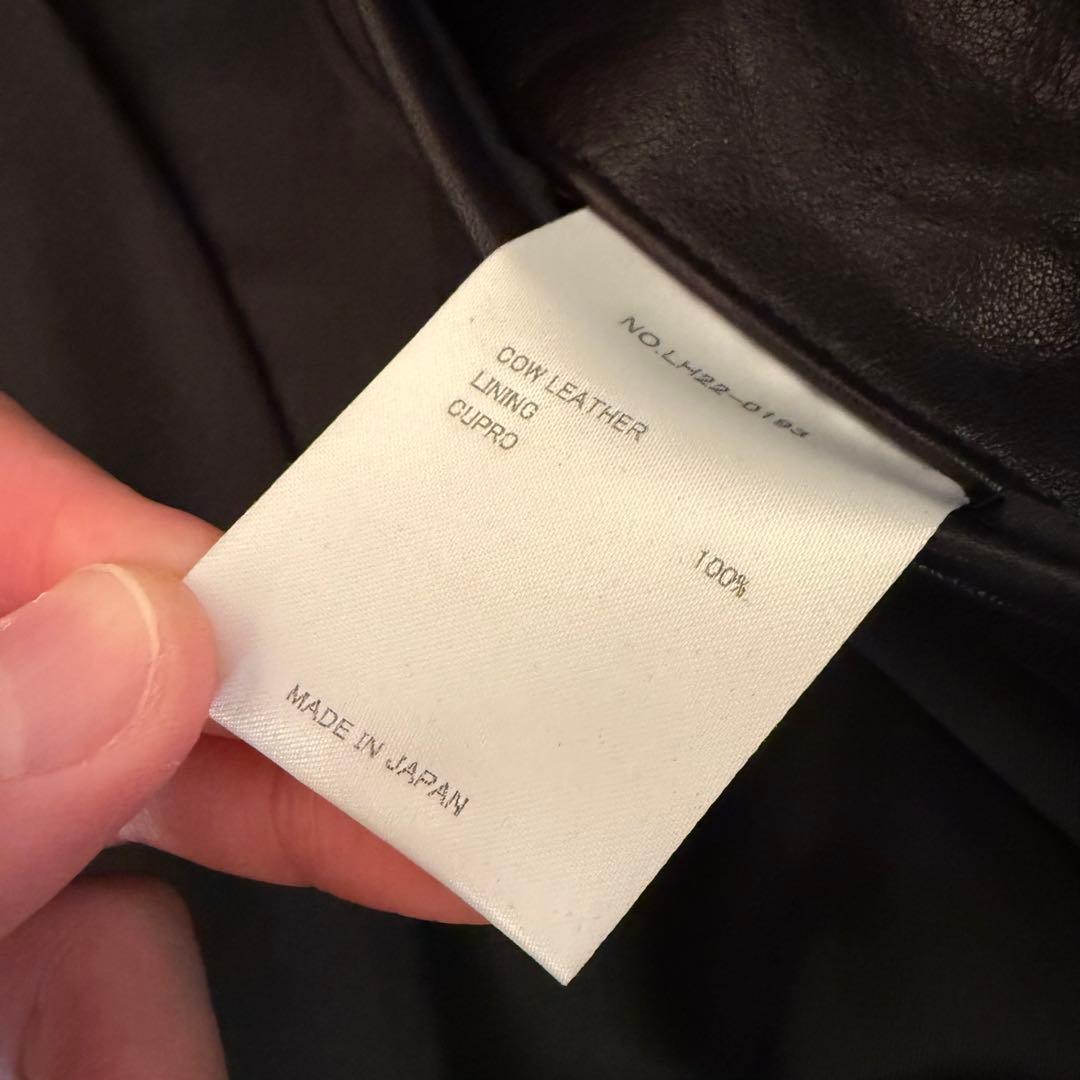 NO.LH22-0193
COW LEATHER
LINING
CUPRO 100%
MADE IN JAPAN